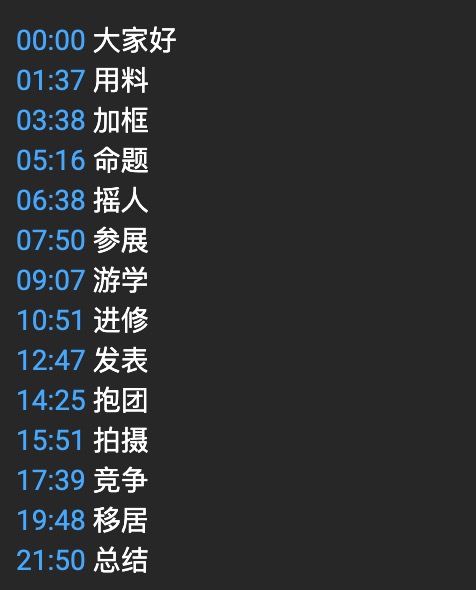 00:00 大家好
01:37 用料
03:38 加框
05:16 命题
06:38 摇人
07:50 参展
09:07 游学
10:51 进修
12:47 发表
14:25 抱团
15:51 拍摄
17:39 竞争
19:48 移居
21:50 总结